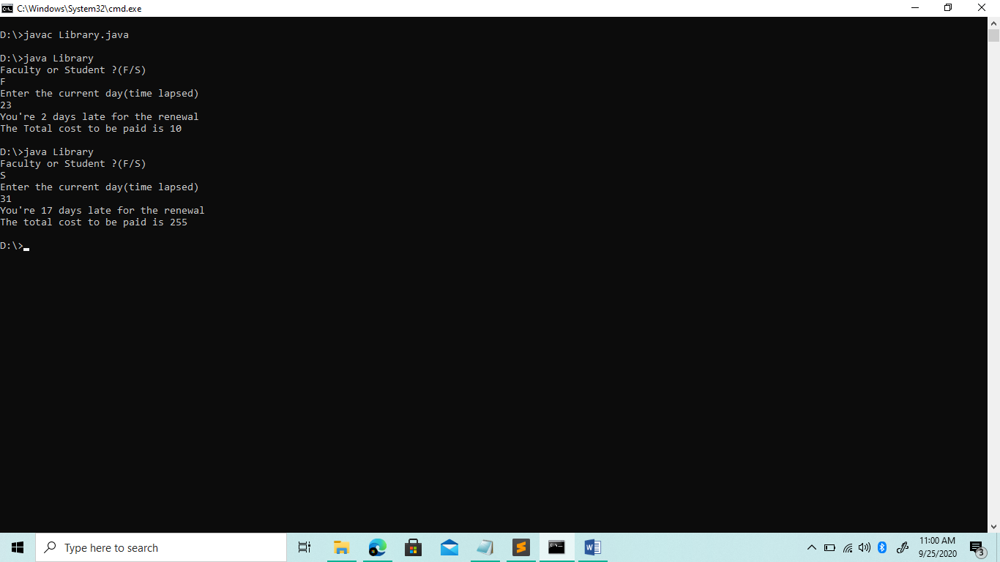 C:\Windows\System32\cmd.exe
D:\>javac Library.java
D:\>java Library
Faculty or Student ?(F/S)
F
Enter the current day(time lapsed)
23
You're 2 days late for the renewal
The Total cost to be paid is 10
D:\>java Library
Faculty or Student ?(F/S)
S
Enter the current day(time lapsed)
31
You're 17 days late for the renewal
The total cost to be paid is 255
D:\>
Type here to search
11:00 AM
9/25/2020
3